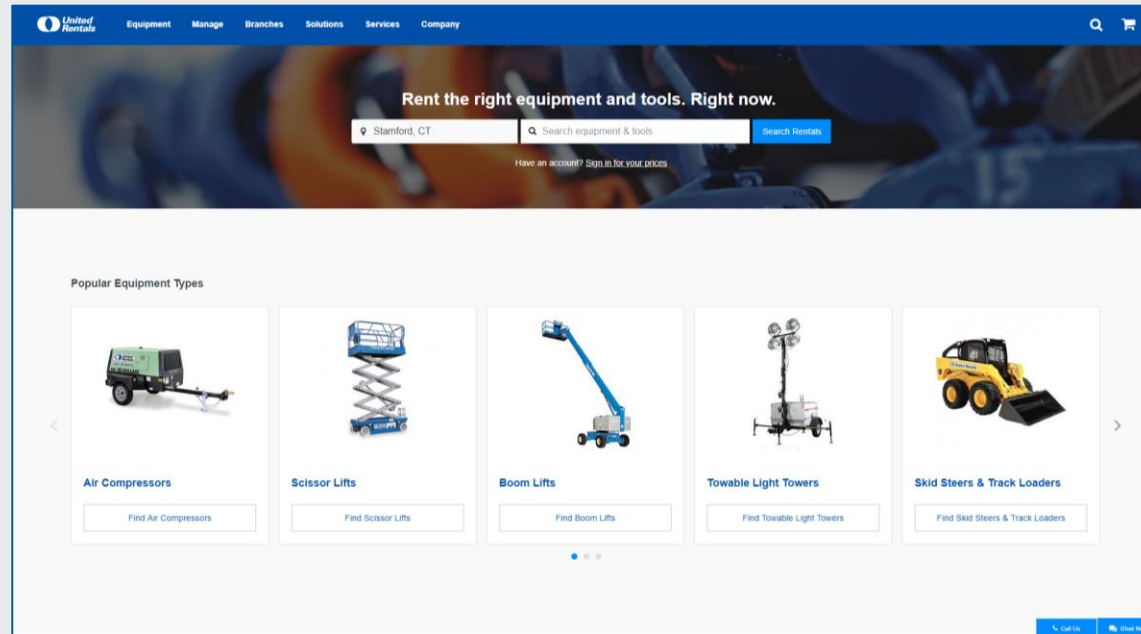 United Rentals
Equipment Manage Branches Solutions Services Company
Rent the right equipment and tools. Right now.
Stamford, CT Search equipment & tools Search Rentals
Have an account? Sign in for your prices
15
Popular Equipment Types
Air Compressors Scissor Lifts Boom Lifts Towable Light Towers Skid Steers & Track Loaders
Find Air Compressors Find Scissor Lifts Find Boom Lifts Find Towable Light Towers Find Skid Steers & Track Loaders
Call Us Chat N